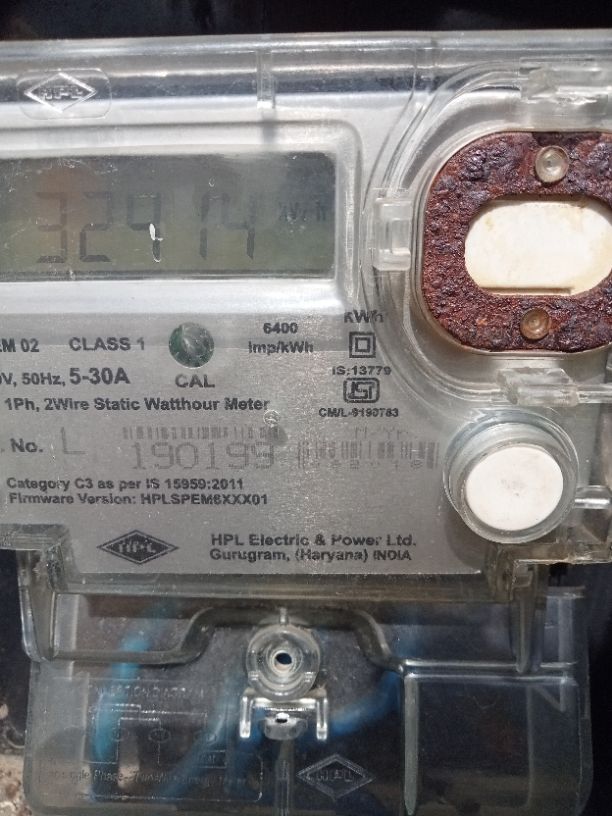 HPL
32914
EM 02 CLASS 1 6400 KWh
Imp/kWh
V, 50Hz, 5-30A CAL IS:13779
1Ph, 2Wire Static Watthour Meter CM/L-9190783
No. L 190199
Category C3 as per IS 15959:2011
Firmware Version: HPLSPEM6XXX01
HPL HPL Electric & Power Ltd.
Gurugram, (Haryana) INDIA
HPL